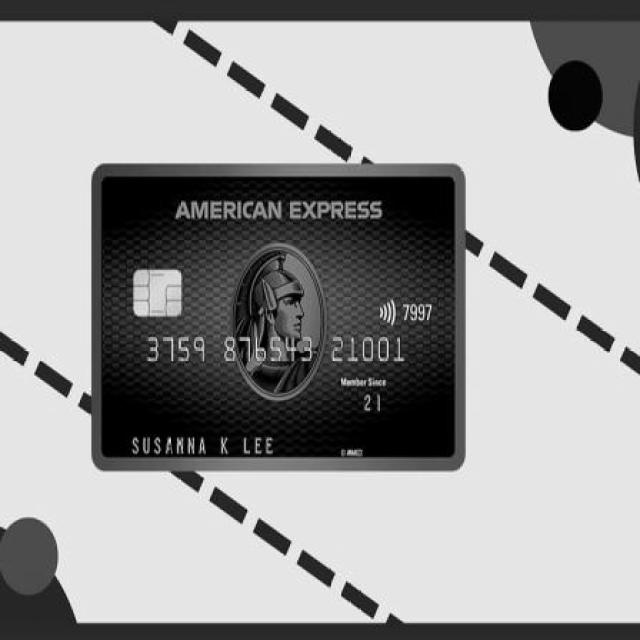 AMERICAN EXPRESS
7997
3759 876543 21001
Member Since
21
SUSANNA K LEE